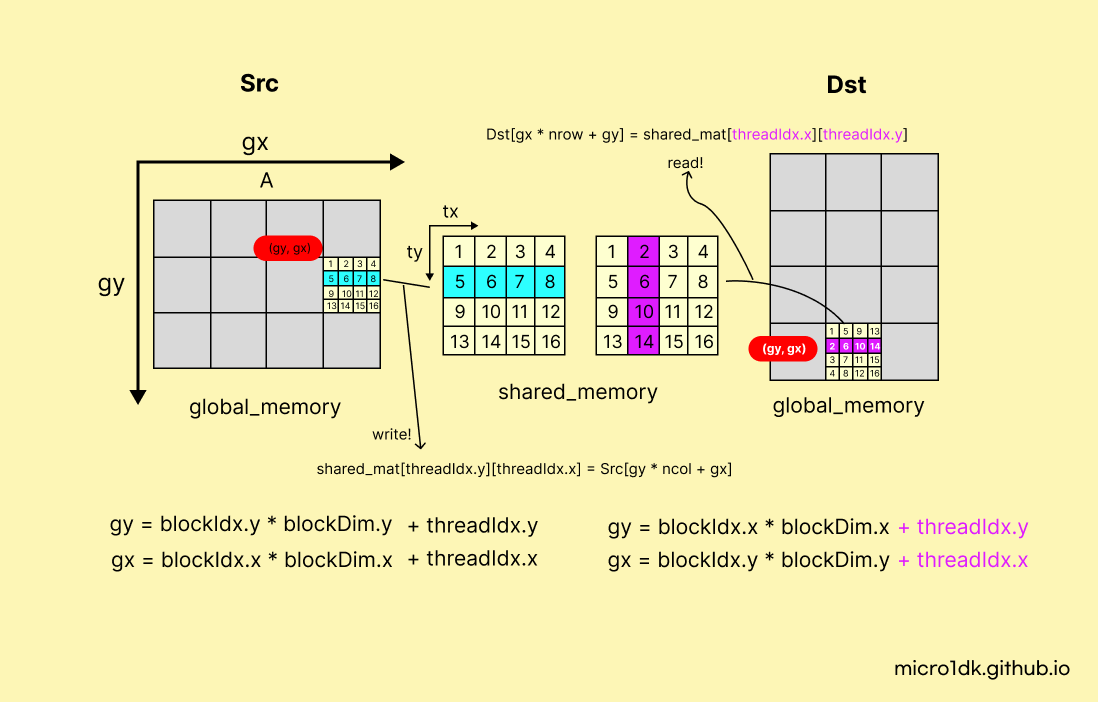 Src
Dst
gx
Dst[gx * nrow + gy] = shared_mat[threadIdx.x][threadIdx.y]
read!
A
tx
ty
gy
(gy, gx)
1 2 3 4
5 6 7 8
9 10 11 12
13 14 15 16
1 2 3 4
5 6 7 8
9 10 11 12
13 14 15 16
1 2 3 4
5 6 7 8
9 10 11 12
13 14 15 16
1 5 9 13
2 6 10 14
3 7 11 15
4 8 12 16
(gy, gx)
global_memory
shared_memory
global_memory
write!
shared_mat[threadIdx.y][threadIdx.x] = Src[gy * ncol + gx]
gy = blockIdx.y * blockDim.y + threadIdx.y
gx = blockIdx.x * blockDim.x + threadIdx.x
gy = blockIdx.x * blockDim.x + threadIdx.y
gx = blockIdx.y * blockDim.y + threadIdx.x
micro1dk.github.io